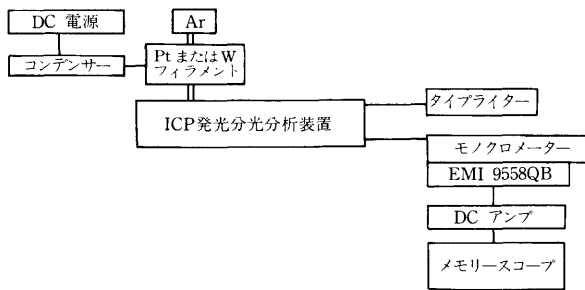 DC 電源
Ar
コンデンサー
Pt またはW
フィラメント
ICP発光分光分析装置
タイプライター
モノクロメーター
EMI 9558QB
DC アンプ
メモリースコープ